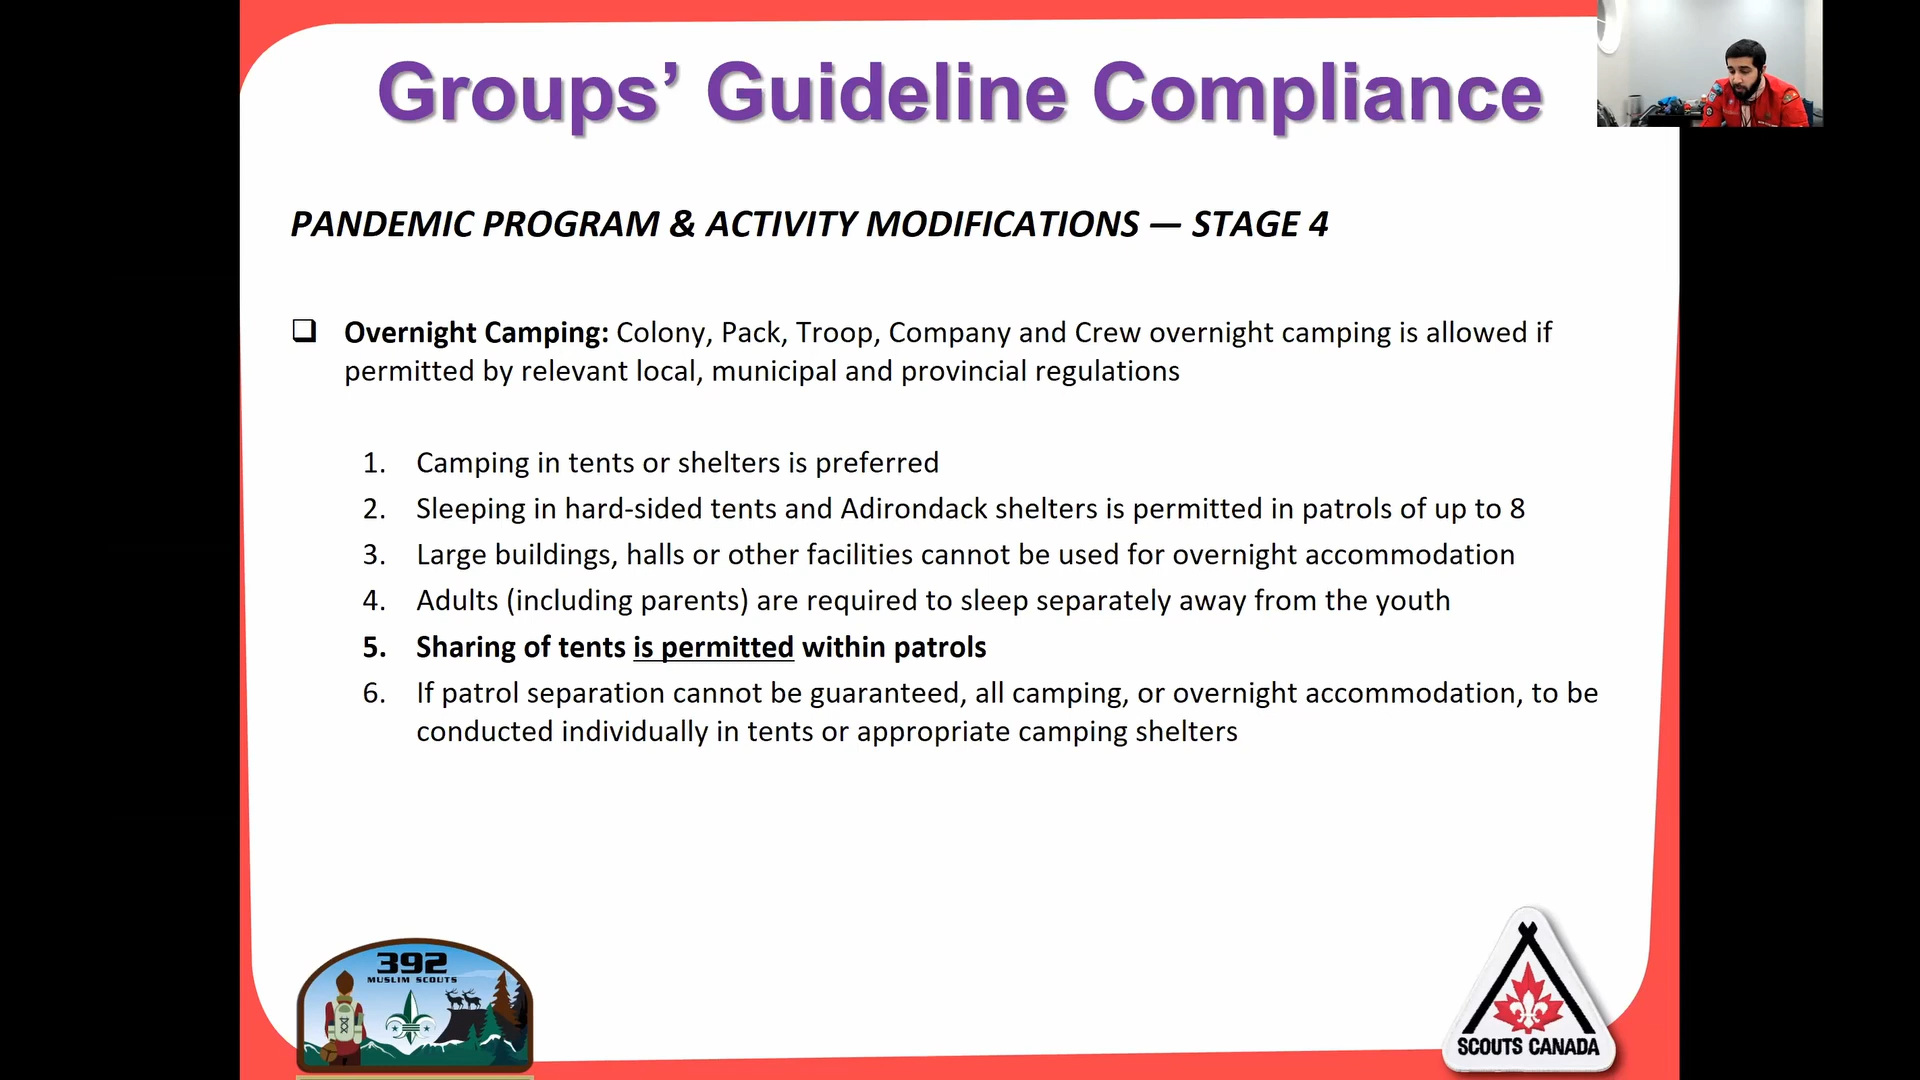 Groups’ Guideline Compliance
PANDEMIC PROGRAM & ACTIVITY MODIFICATIONS — STAGE 4
❑ Overnight Camping: Colony, Pack, Troop, Company and Crew overnight camping is allowed if
permitted by relevant local, municipal and provincial regulations
1. Camping in tents or shelters is preferred
2. Sleeping in hard-sided tents and Adirondack shelters is permitted in patrols of up to 8
3. Large buildings, halls or other facilities cannot be used for overnight accommodation
4. Adults (including parents) are required to sleep separately away from the youth
5. Sharing of tents is permitted within patrols
6. If patrol separation cannot be guaranteed, all camping, or overnight accommodation, to be
conducted individually in tents or appropriate camping shelters
392
MUSLIM SCOUTS
SCOUTS CANADA